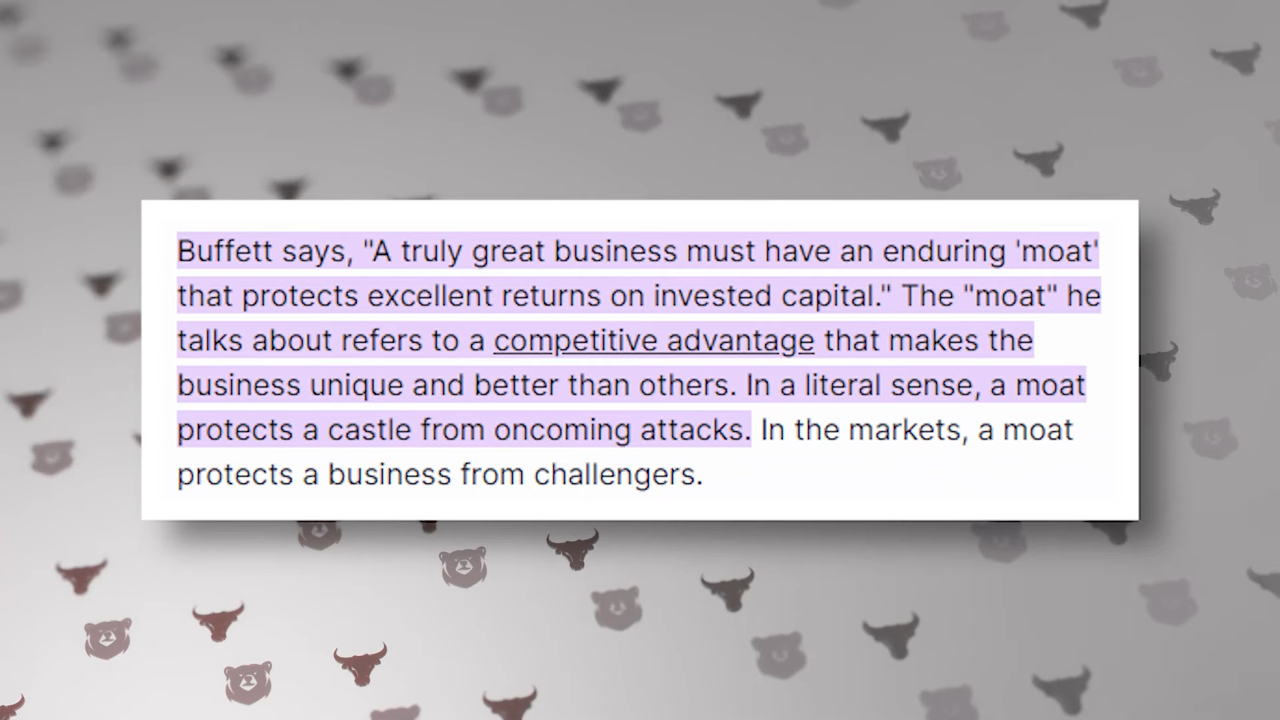 Buffett says, "A truly great business must have an enduring 'moat'
that protects excellent returns on invested capital." The "moat" he
talks about refers to a competitive advantage that makes the
business unique and better than others. In a literal sense, a moat
protects a castle from oncoming attacks. In the markets, a moat
protects a business from challengers.